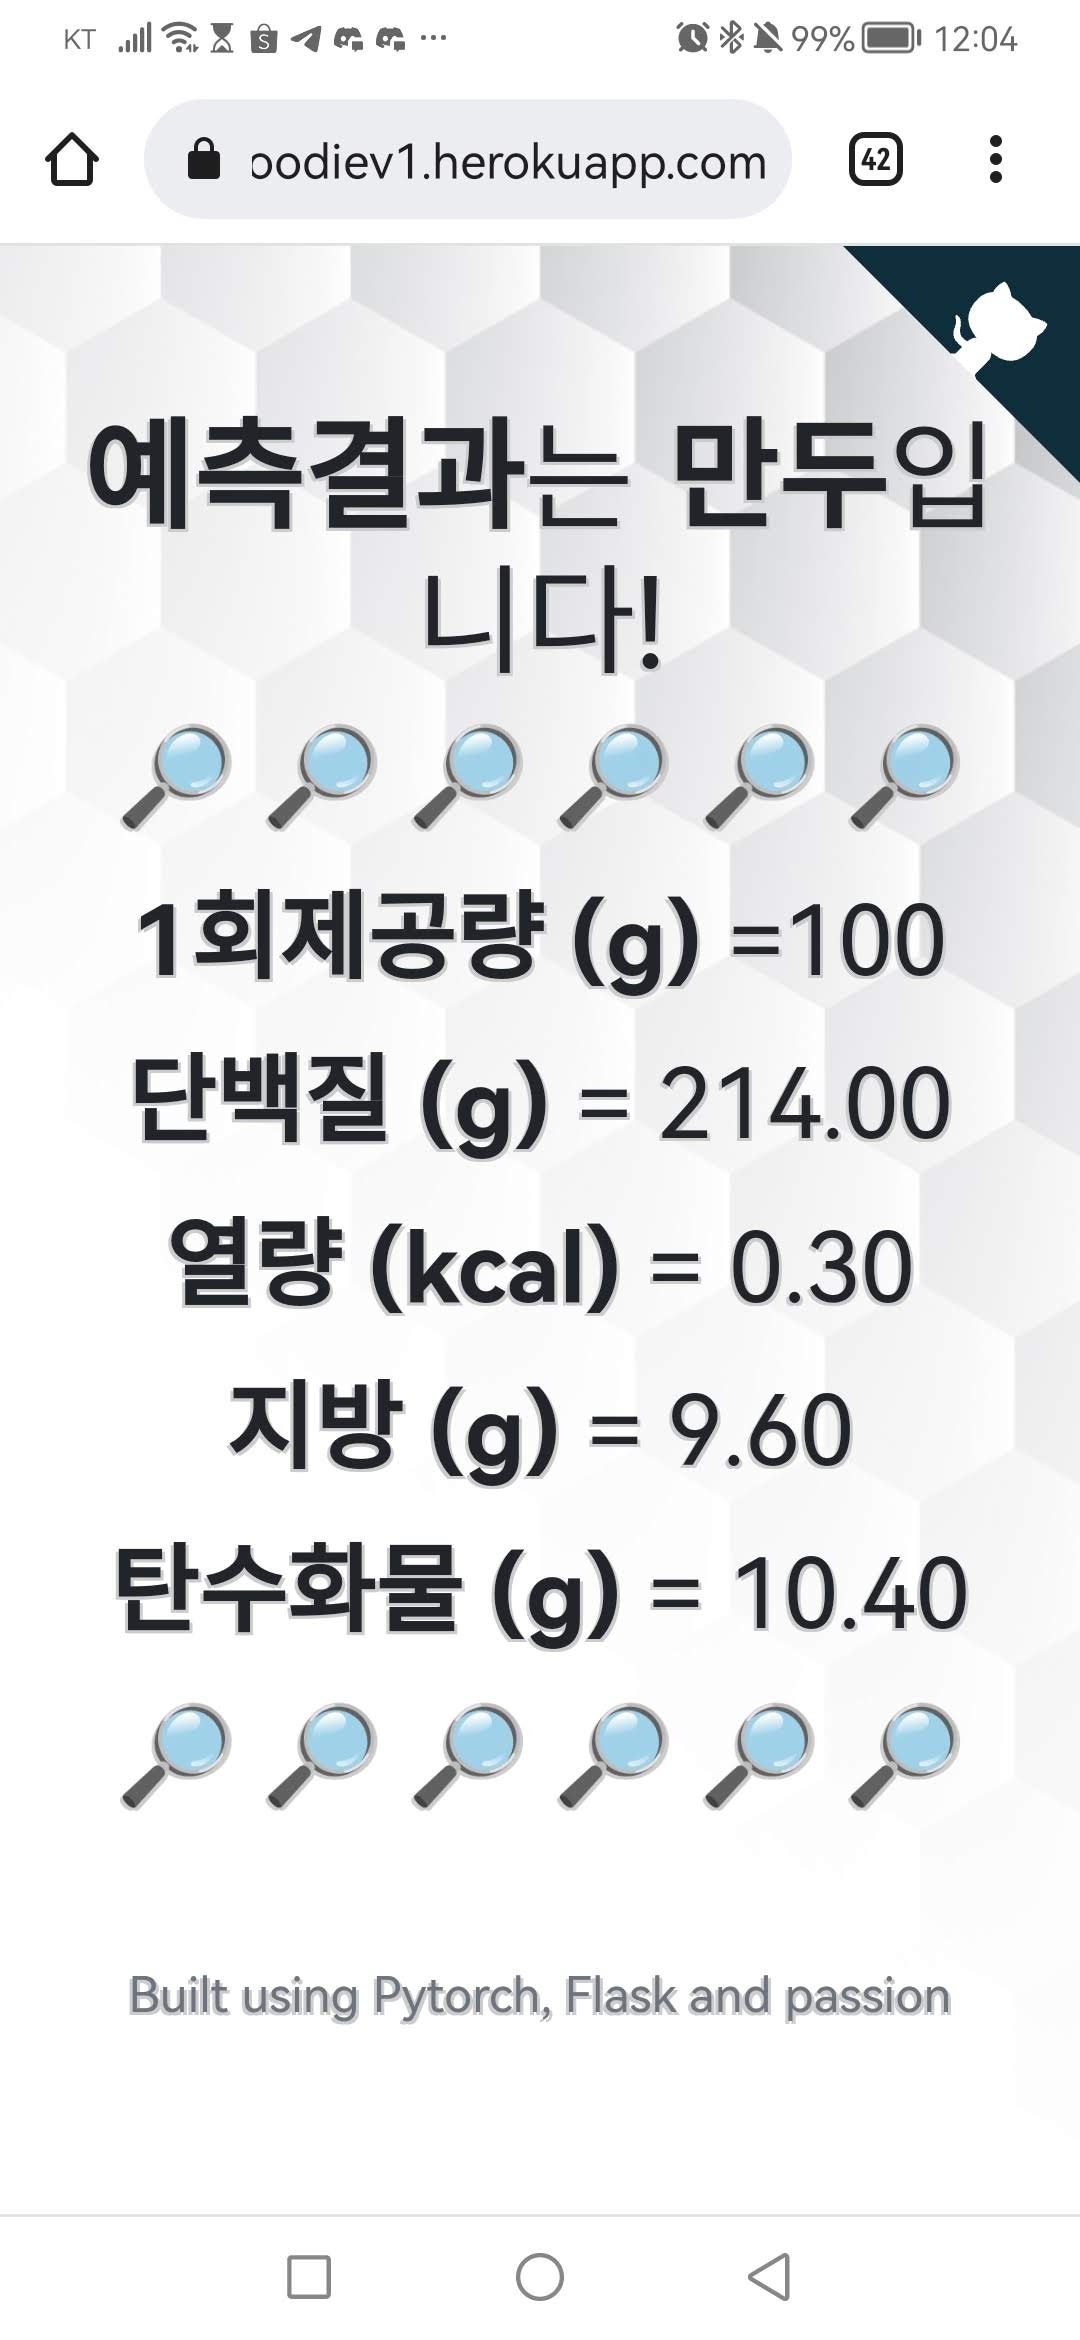 KT 99% 12:04
oodiev1.herokuapp.com 42
예측결과는 만두입
니다!
1회제공량 (g) =100
단백질 (g) = 214.00
열량 (kcal) = 0.30
지방 (g) = 9.60
탄수화물 (g) = 10.40
Built using Pytorch, Flask and passion